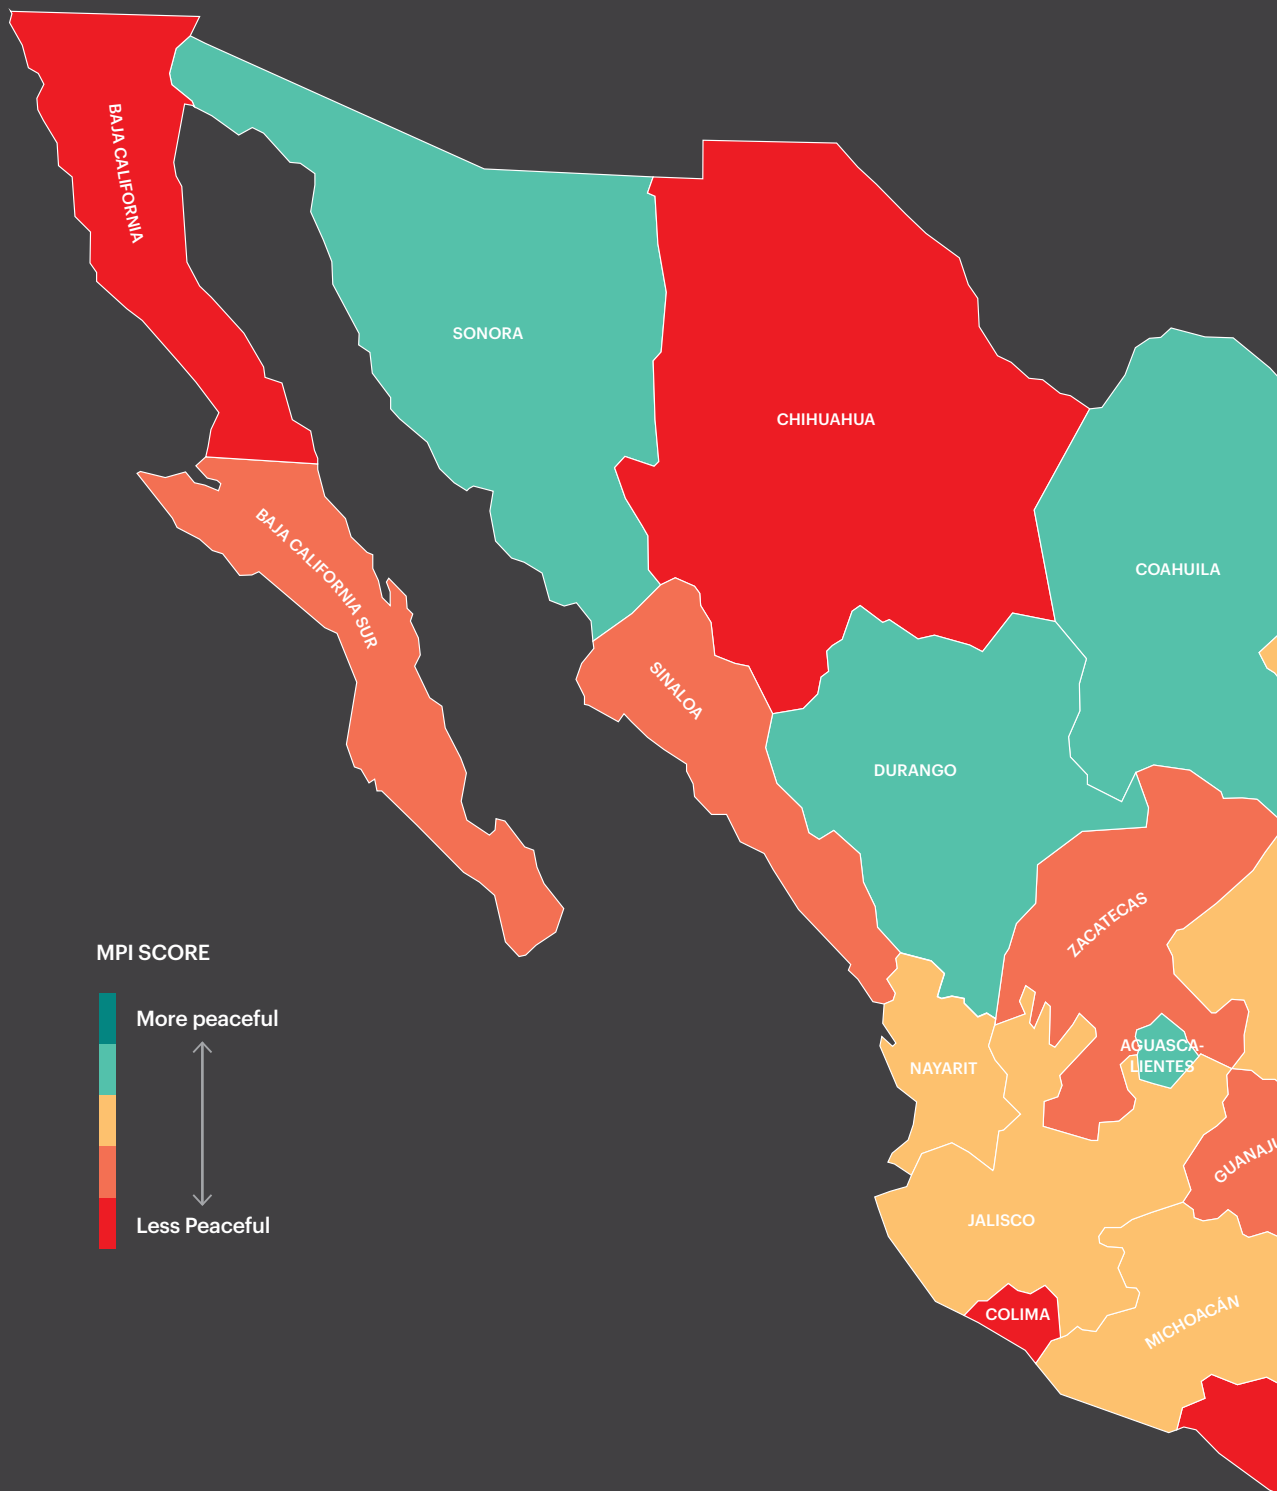 BAJA CALIFORNIA
SONORA
CHIHUAHUA
COAHUILA
BAJA CALIFORNIA SUR
SINALOA
DURANGO
ZACATECAS
MPI SCORE
More peaceful
Less Peaceful
AGUASCA-
LIENTES
NAYARIT
GUANAJU
JALISCO
COLIMA
MICHOACÁN